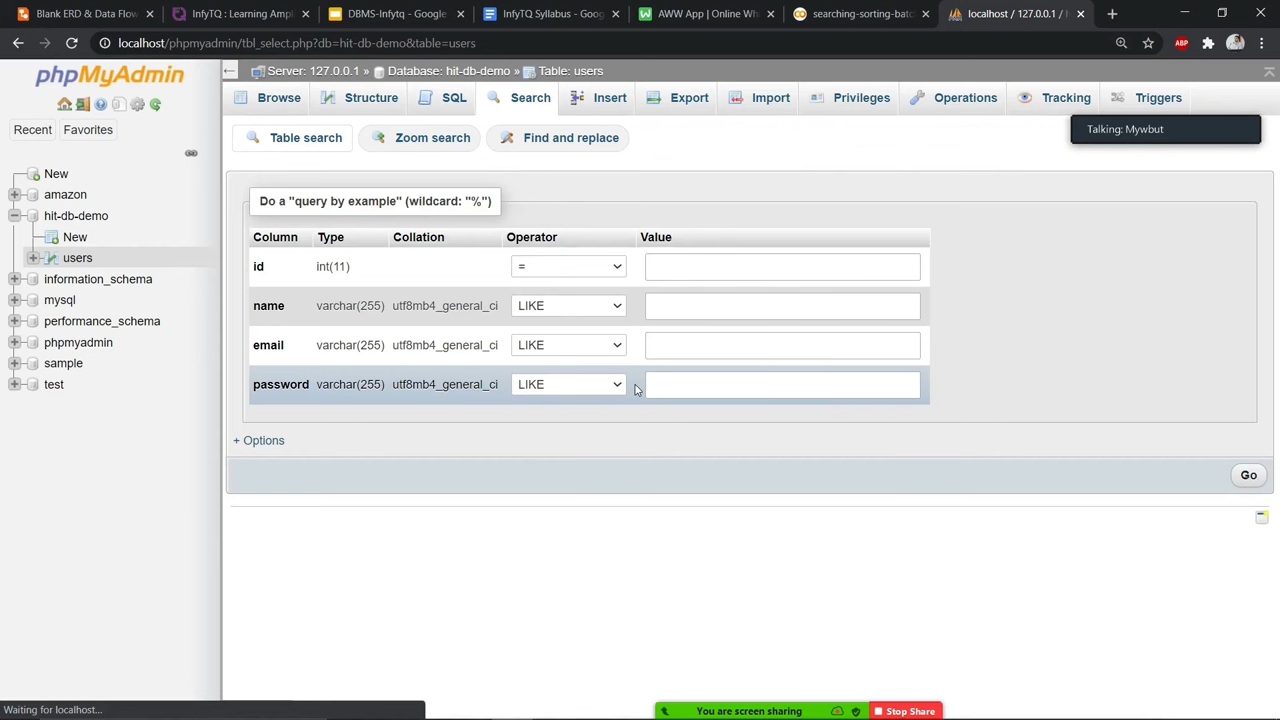 Blank ERD & Data Flow
InfyTQ : Learning Ampl
DBMS-Infytq - Google
InfyTQ Syllabus - Goog
AWW App | Online Wh
searching-sorting-batc
localhost / 127.0.0.1 / h
localhost/phpmyadmin/tbl_select.php?db=hit-db-demo&table=users
ABP
phpMyAdmin
Recent
Favorites
New
amazon
hit-db-demo
New
users
information_schema
mysql
performance_schema
phpmyadmin
sample
test
Server: 127.0.0.1 » Database: hit-db-demo » Table: users
Browse
Structure
SQL
Search
Insert
Export
Import
Privileges
Operations
Tracking
Triggers
Talking: Mywbut
Table search
Zoom search
Find and replace
Do a "query by example" (wildcard: "%")
Column Type Collation Operator Value
id int(11) =
name varchar(255) utf8mb4_general_ci LIKE
email varchar(255) utf8mb4_general_ci LIKE
password varchar(255) utf8mb4_general_ci LIKE
+ Options
Go
Waiting for localhost...
You are screen sharing
Stop Share